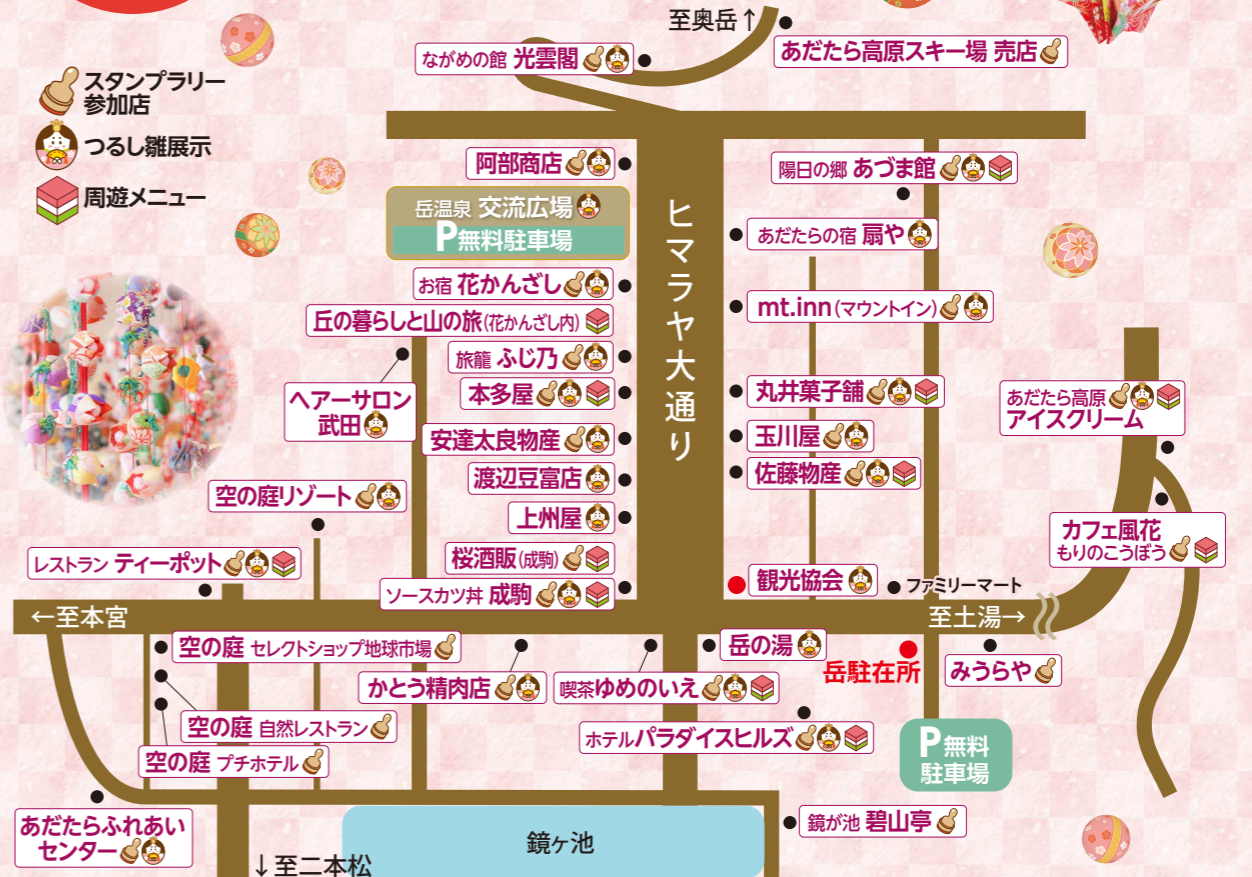 至奥岳↑
あだたら高原スキー場 売店
ながめの館 光雲閣
スタンプラリー
参加店
つるし雛展示
周遊メニュー
阿部商店
岳温泉 交流広場
P無料駐車場
お宿 花かんざし
丘の暮らしと山の旅(花かんざし内)
旅籠 ふじ乃
ヘアーサロン
武田
本多屋
安達太良物産
渡辺豆富店
上州屋
桜酒販(成駒)
ソースカツ丼 成駒
空の庭リゾート
レストラン ティーポット
ヒマラヤ大通り
陽日の郷 あづま館
あだたらの宿 扇や
mt.inn(マウントイン)
丸井菓子舗
玉川屋
佐藤物産
観光協会
ファミリーマート
あだたら高原
アイスクリーム
カフェ風花
もりのこうぼう
←至本宮
至土湯→
空の庭 セレクトショップ地球市場
空の庭 自然レストラン
空の庭 プチホテル
かとう精肉店
喫茶ゆめのいえ
岳の湯
岳駐在所
みうらや
ホテルパラダイスヒルズ
P無料
駐車場
あだたらふれあい
センター
鏡ヶ池
鏡が池 碧山亭
↓至二本松